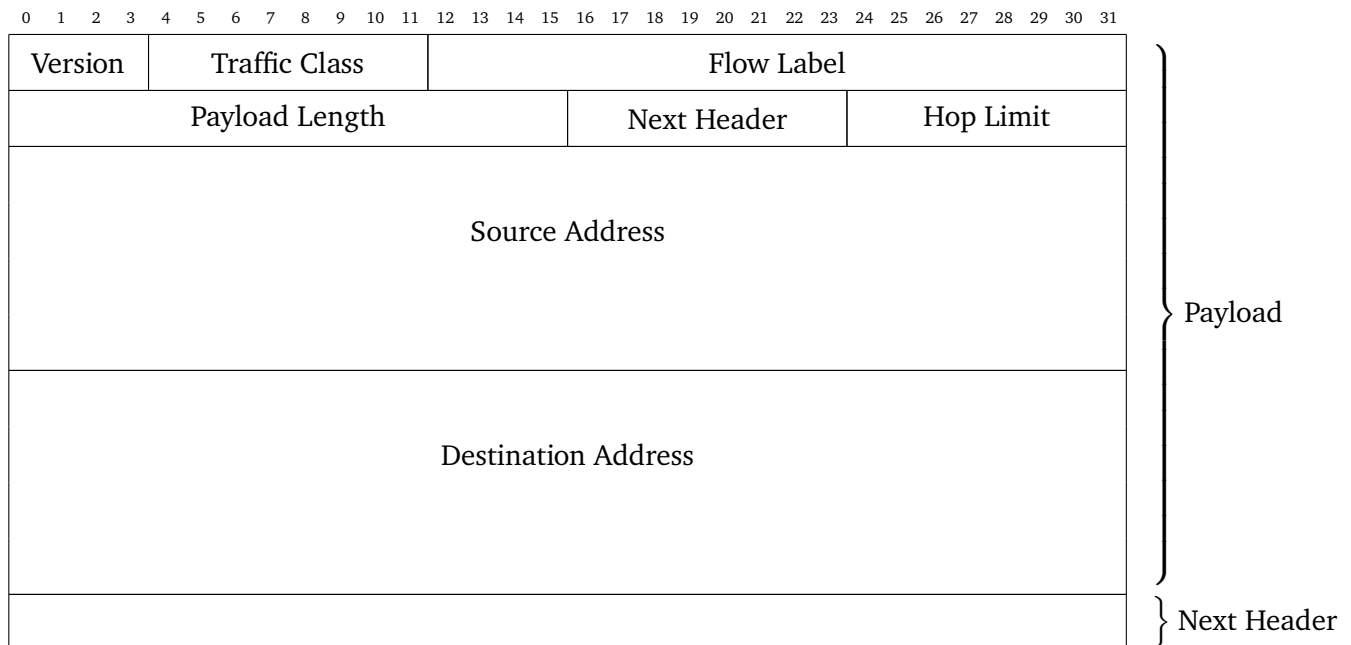 0 1 2 3 4 5 6 7 8 9 10 11 12 13 14 15 16 17 18 19 20 21 22 23 24 25 26 27 28 29 30 31
Version Traffic Class Flow Label
Payload Length Next Header Hop Limit
Source Address
Payload
Destination Address
Next Header